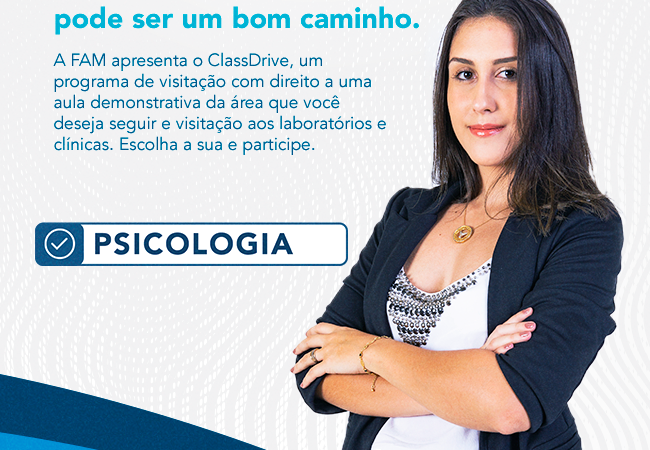 pode ser um bom caminho.
A FAM apresenta o ClassDrive, um
programa de visitação com direito a uma
aula demonstrativa da área que você
deseja seguir e visitação aos laboratórios e
clínicas. Escolha a sua e participe.
PSICOLOGIA